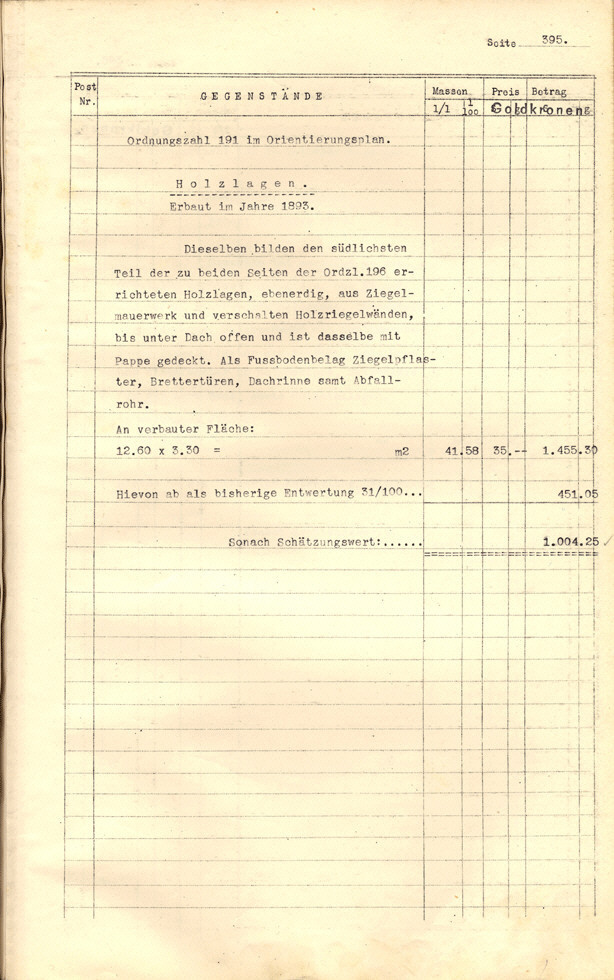 Seite 395.
Post Nr. GEGENSTÄNDE Massen Preis Betrag
1/1 1/100 Goldkronen
Ordnungszahl 191 im Orientierungsplan.
Holzlagen.
Erbaut im Jahre 1893.
Dieselben bilden den südlichsten
Teil der zu beiden Seiten der Ordzl.196 er-
richteten Holzlagen, ebenerdig, aus Ziegel-
mauerwerk und verschalten Holzriegelwänden,
bis unter Dach offen und ist dasselbe mit
Pappe gedeckt. Als Fussbodenbelag Ziegelpflas-
ter, Brettertüren, Dachrinne samt Abfall-
rohr.
An verbauter Fläche:
12.60 x 3.30 = m2 41.58 35.-- 1.455.30
Hievon ab als bisherige Entwertung 31/100... 451.05
Sonach Schätzungswert:...... 1.004.25